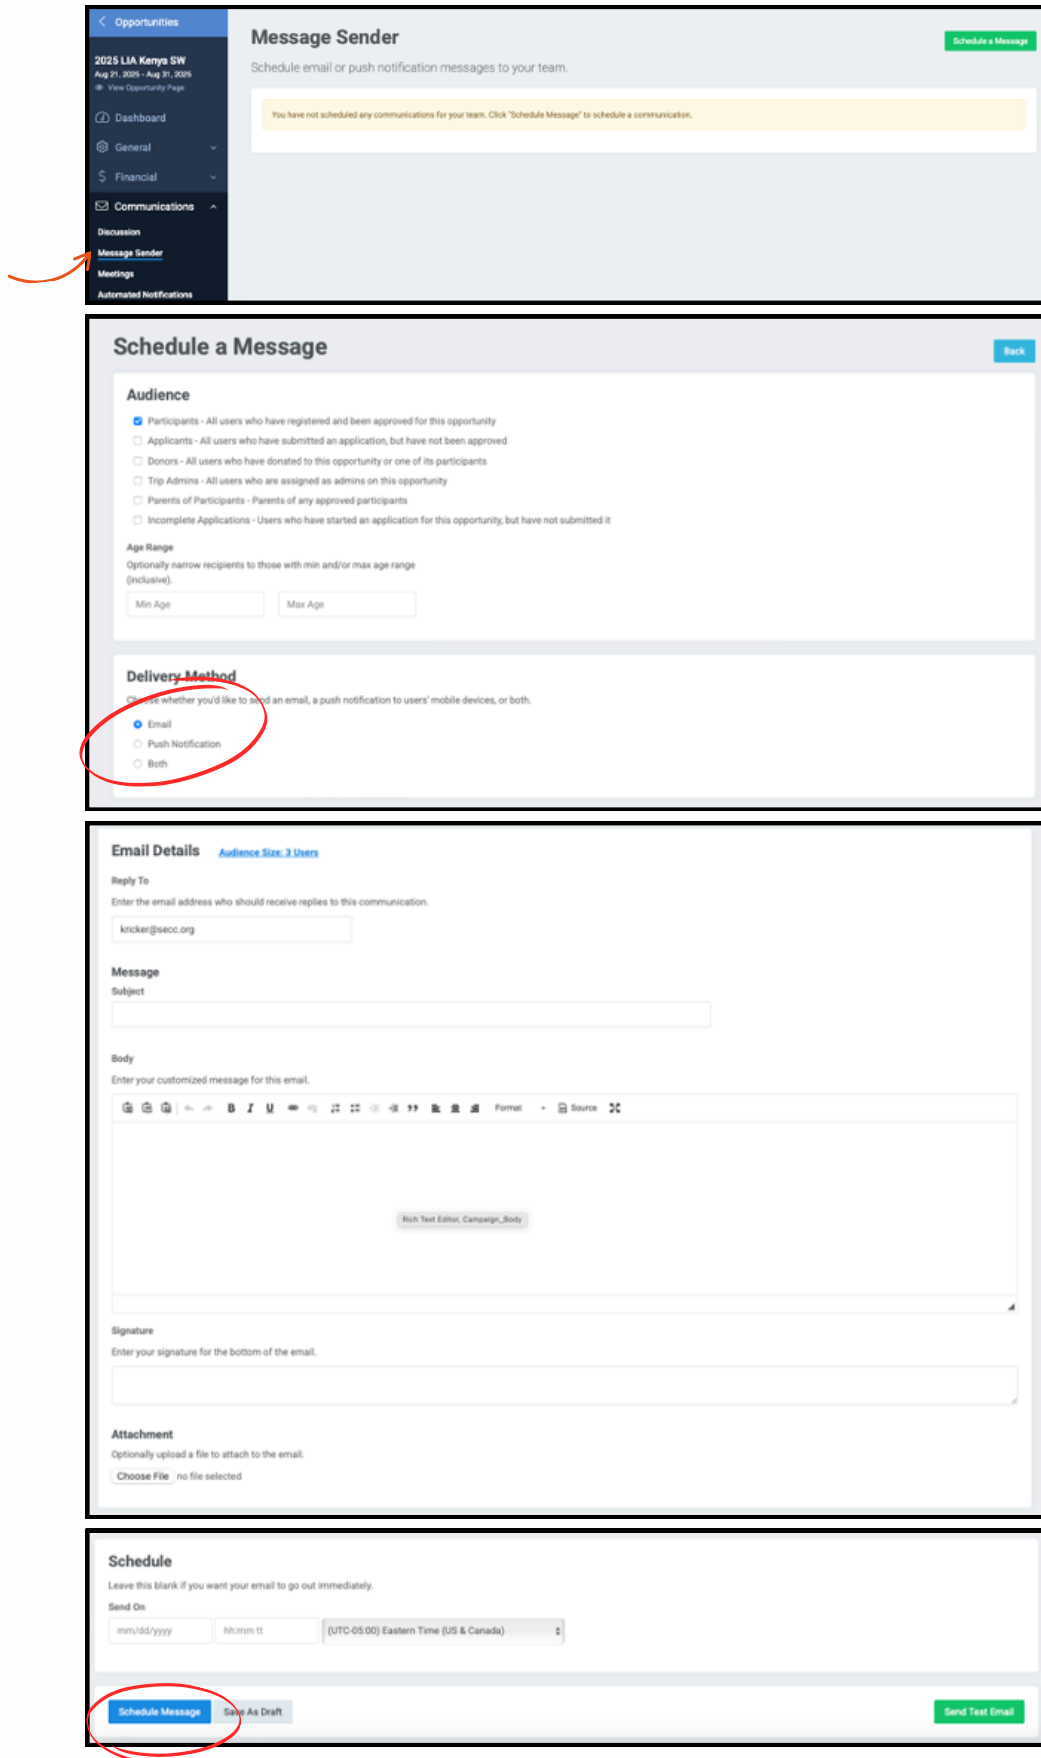 Opportunities
2025 LIA Kenya SW
Aug 21, 2025 - Aug 31, 2025
View Opportunity Page
Dashboard
General
Financial
Communications
Discussion
Message Sender
Meetings
Automated Notifications
Message Sender
Schedule a Message
Schedule email or push notification messages to your team.
You have not scheduled any communications for your team. Click "Schedule Message" to schedule a communication.
Schedule a Message
Back
Audience
Participants - All users who have registered and been approved for this opportunity
Applicants - All users who have submitted an application, but have not been approved
Donors - All users who have donated to this opportunity or one of its participants
Trip Admins - All users who are assigned as admins on this opportunity
Parents of Participants - Parents of any approved participants
Incomplete Applications - Users who have started an application for this opportunity, but have not submitted it
Age Range
Optionally narrow recipients to those with min and/or max age range
(inclusive).
Min Age
Max Age
Delivery Method
Choose whether you'd like to send an email, a push notification to users' mobile devices, or both.
Email
Push Notification
Both
Email Details
Audience Size: 3 Users
Reply To
Enter the email address who should receive replies to this communication.
kricker@secc.org
Message
Subject
Body
Enter your customized message for this email.
B I U
Format
Source
Rich Text Editor, Campaign_Body
Signature
Enter your signature for the bottom of the email.
Attachment
Optionally upload a file to attach to the email.
Choose File no file selected
Schedule
Leave this blank if you want your email to go out immediately.
Send On
mm/dd/yyyy
hh:mm tt
(UTC-05:00) Eastern Time (US & Canada)
Schedule Message
Save As Draft
Send Test Email